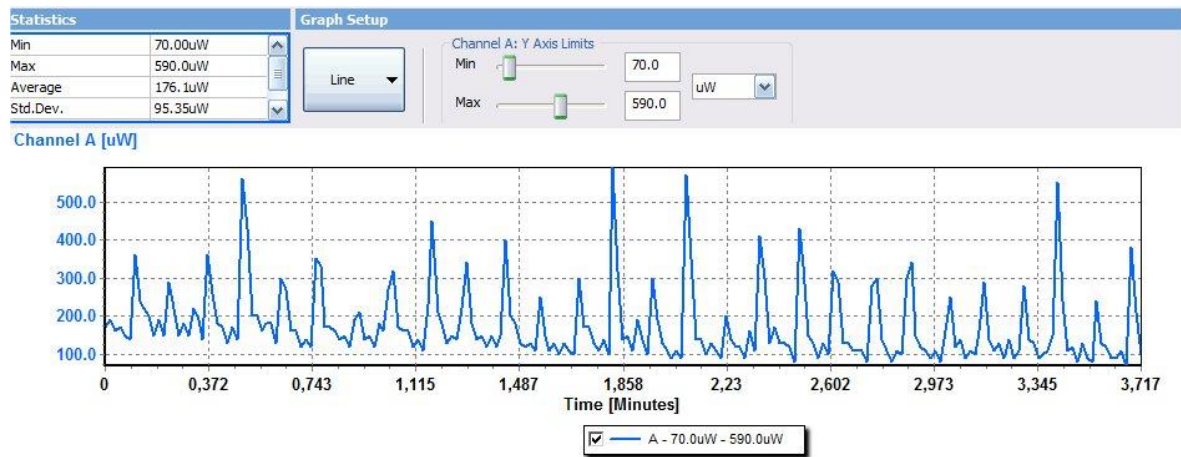 Statistics
Graph Setup
Min 70.00uW
Max 590.0uW
Average 176.1uW
Std.Dev. 95.35uW
Line
Channel A: Y Axis Limits
Min 70.0
Max 590.0
uW
Channel A [uW]
500.0
400.0
300.0
200.0
100.0
0 0,372 0,743 1,115 1,487 1,858 2,23 2,602 2,973 3,345 3,717
Time [Minutes]
A - 70.0uW - 590.0uW